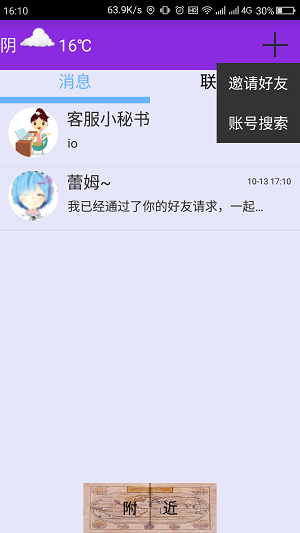 16:10 63.9K/s HD 4G 30%
阴 16℃
消息 联
邀请好友
账号搜索
客服小秘书
io
蕾姆~ 10-13 17:10
我已经通过了你的好友请求，一起...
附 近